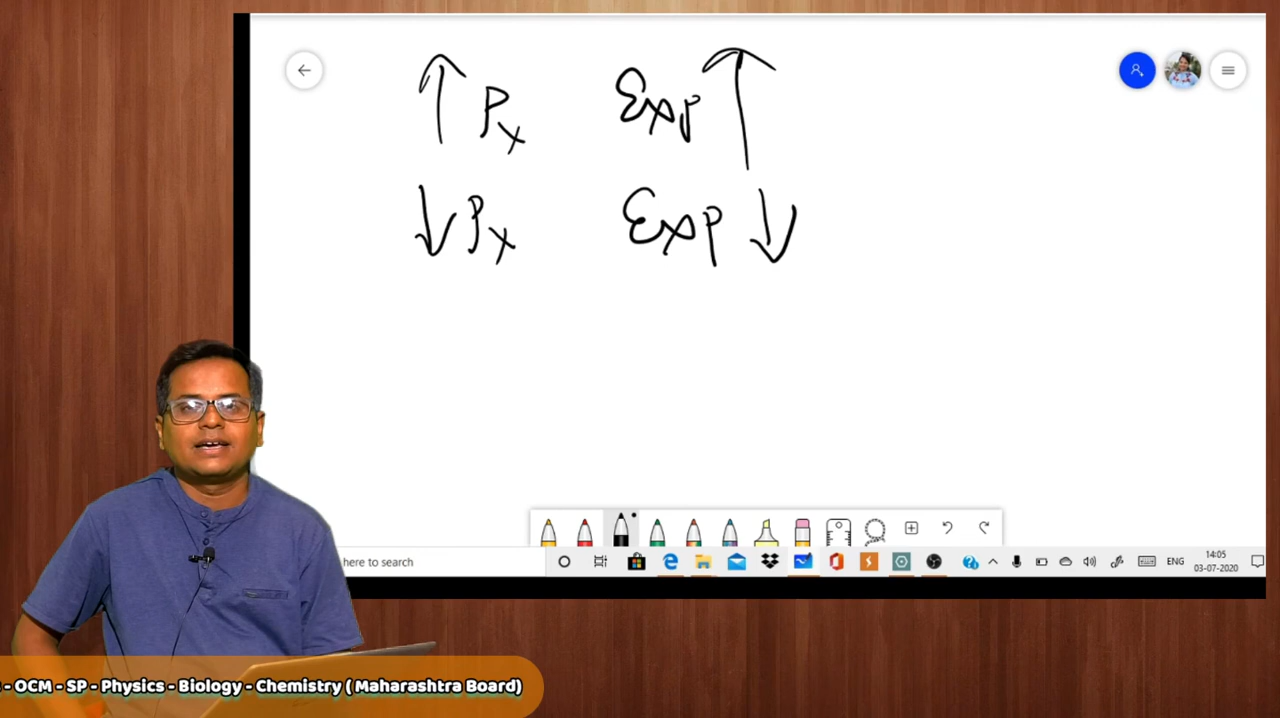 ↑ Px Exp ↑
↓ Px Exp ↓
here to search
ENG
14:05
03-07-2020
- OCM - SP - Physics - Biology - Chemistry ( Maharashtra Board)